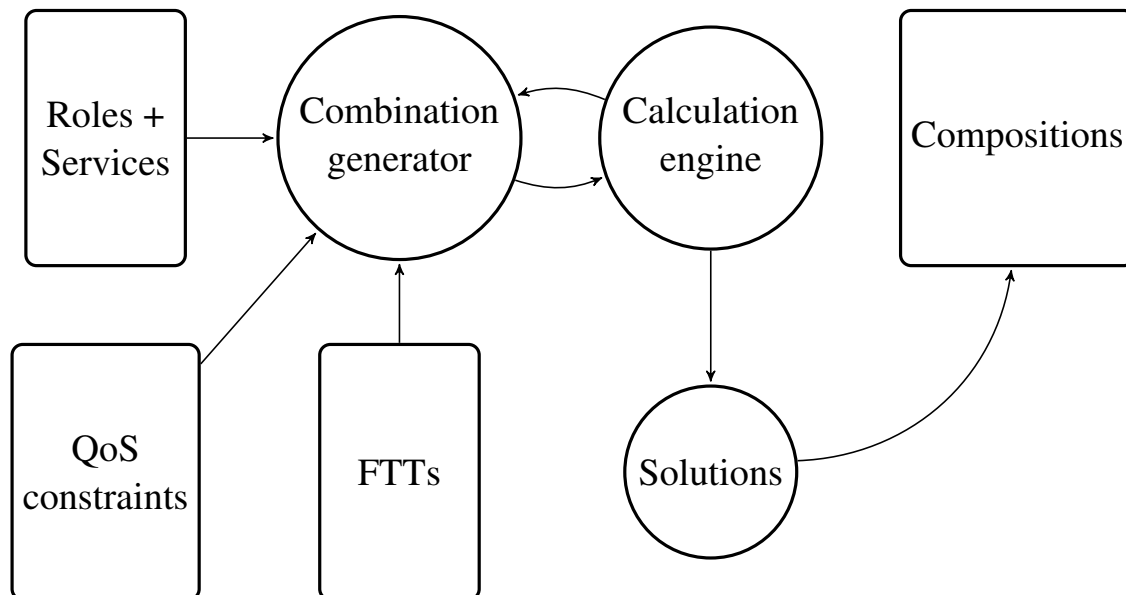 Roles +
Services
Combination
generator
Calculation
engine
Compositions
QoS
constraints
FTTs
Solutions